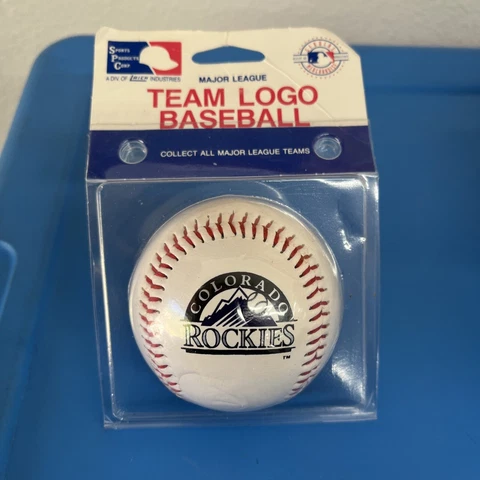 SPORTS
PRODUCTS
CORP
A DIV. OF LARAMI INDUSTRIES
MAJOR LEAGUE
TEAM LOGO
BASEBALL
COLLECT ALL MAJOR LEAGUE TEAMS
COLORADO
ROCKIES
TM